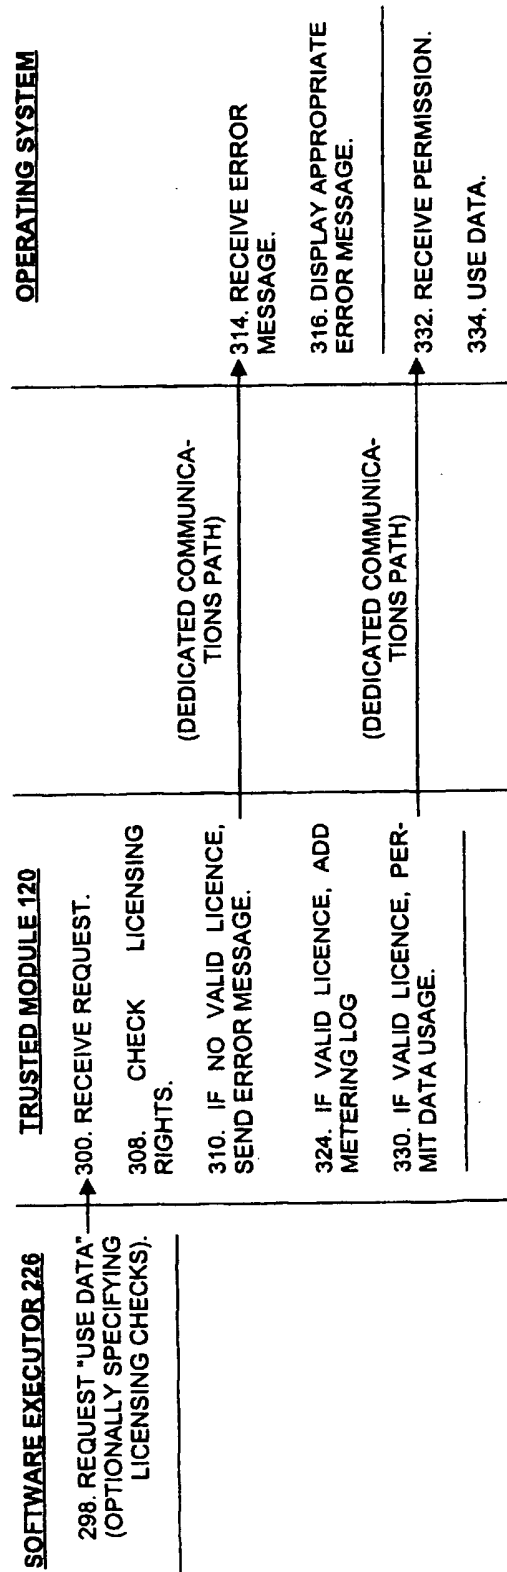 SOFTWARE EXECUTOR 226
298. REQUEST "USE DATA"
(OPTIONALLY SPECIFYING
LICENSING CHECKS).
TRUSTED MODULE 120
300. RECEIVE REQUEST.
308. CHECK LICENSING
RIGHTS.
310. IF NO VALID LICENCE,
SEND ERROR MESSAGE.
324. IF VALID LICENCE, ADD
METERING LOG
330. IF VALID LICENCE, PER-
MIT DATA USAGE.
(DEDICATED COMMUNICA-
TIONS PATH)
(DEDICATED COMMUNICA-
TIONS PATH)
OPERATING SYSTEM
314. RECEIVE ERROR
MESSAGE.
316. DISPLAY APPROPRIATE
ERROR MESSAGE.
332. RECEIVE PERMISSION.
334. USE DATA.